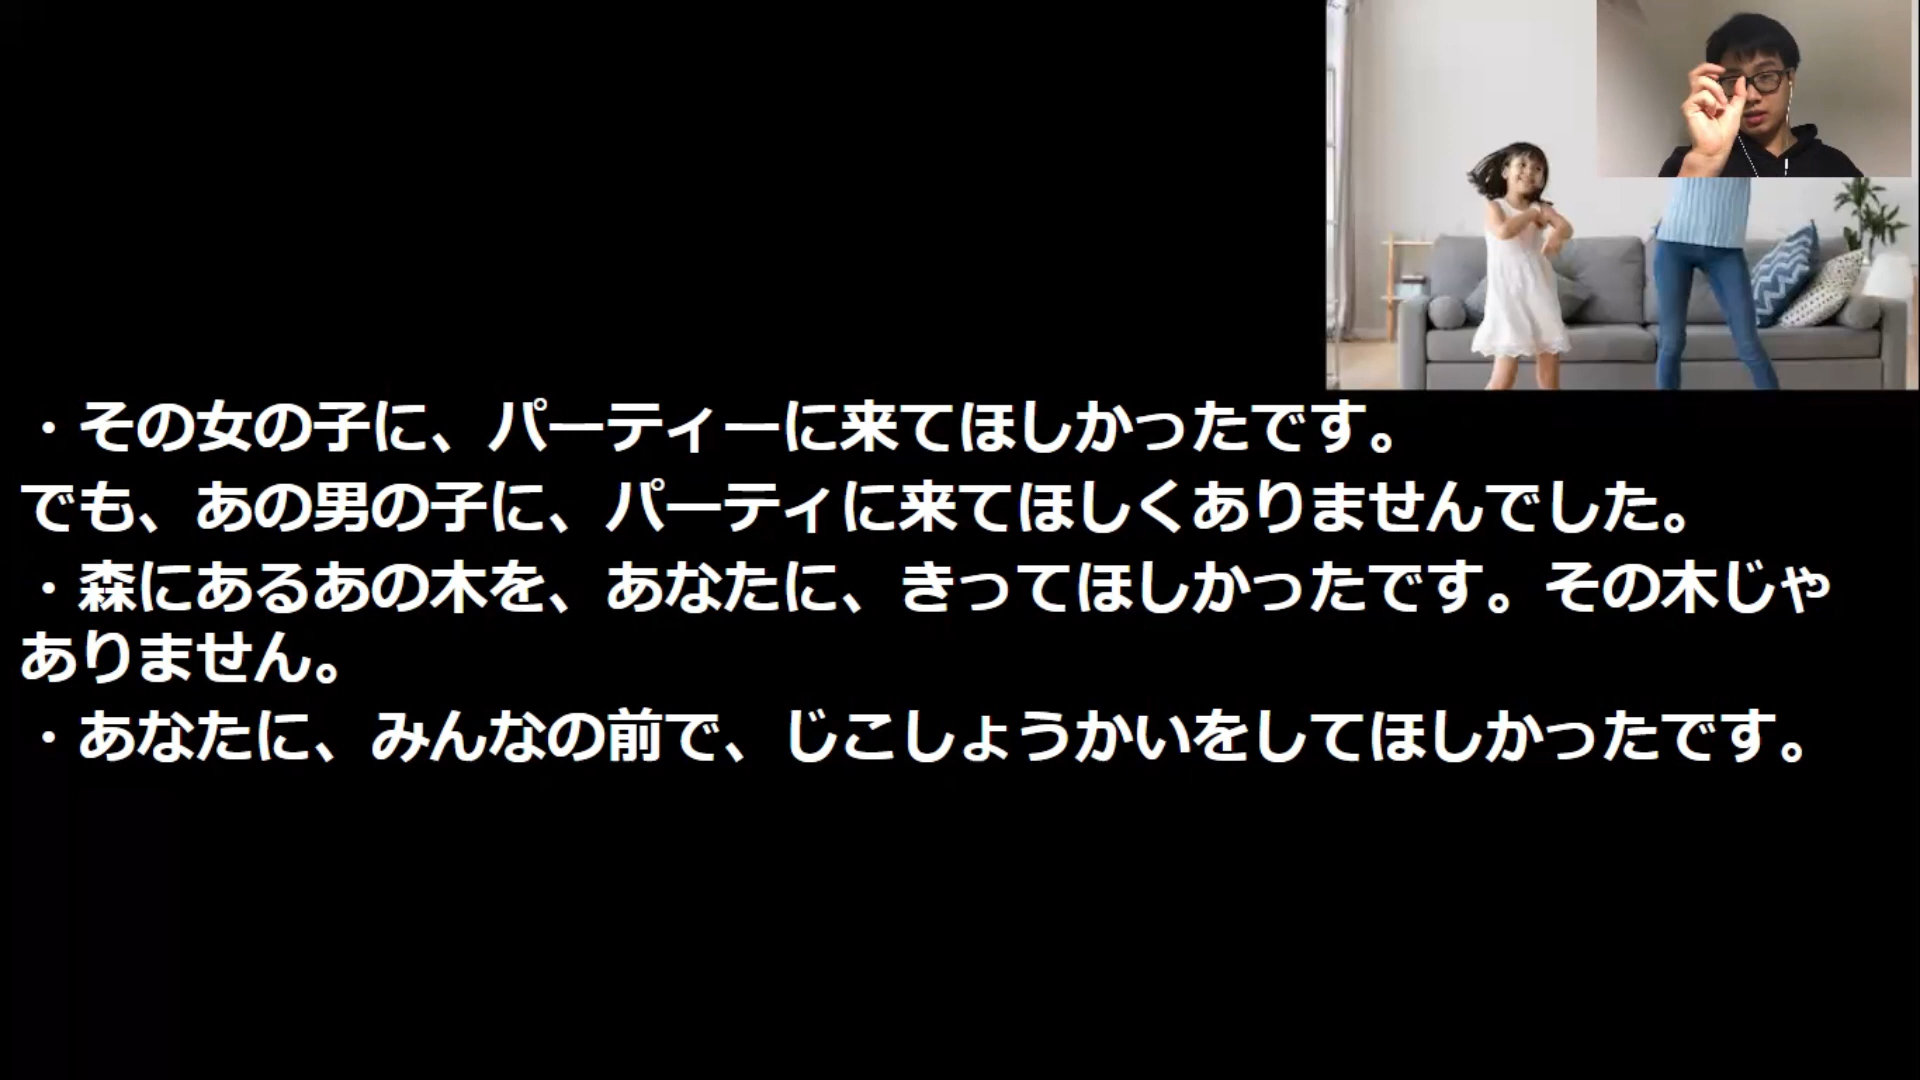 ・その女の子に、パーティーに来てほしかったです。
でも、あの男の子に、パーティに来てほしくありませんでした。
・森にあるあの木を、あなたに、きってほしかったです。その木じゃ
ありません。
・あなたに、みんなの前で、じこしょうかいをしてほしかったです。